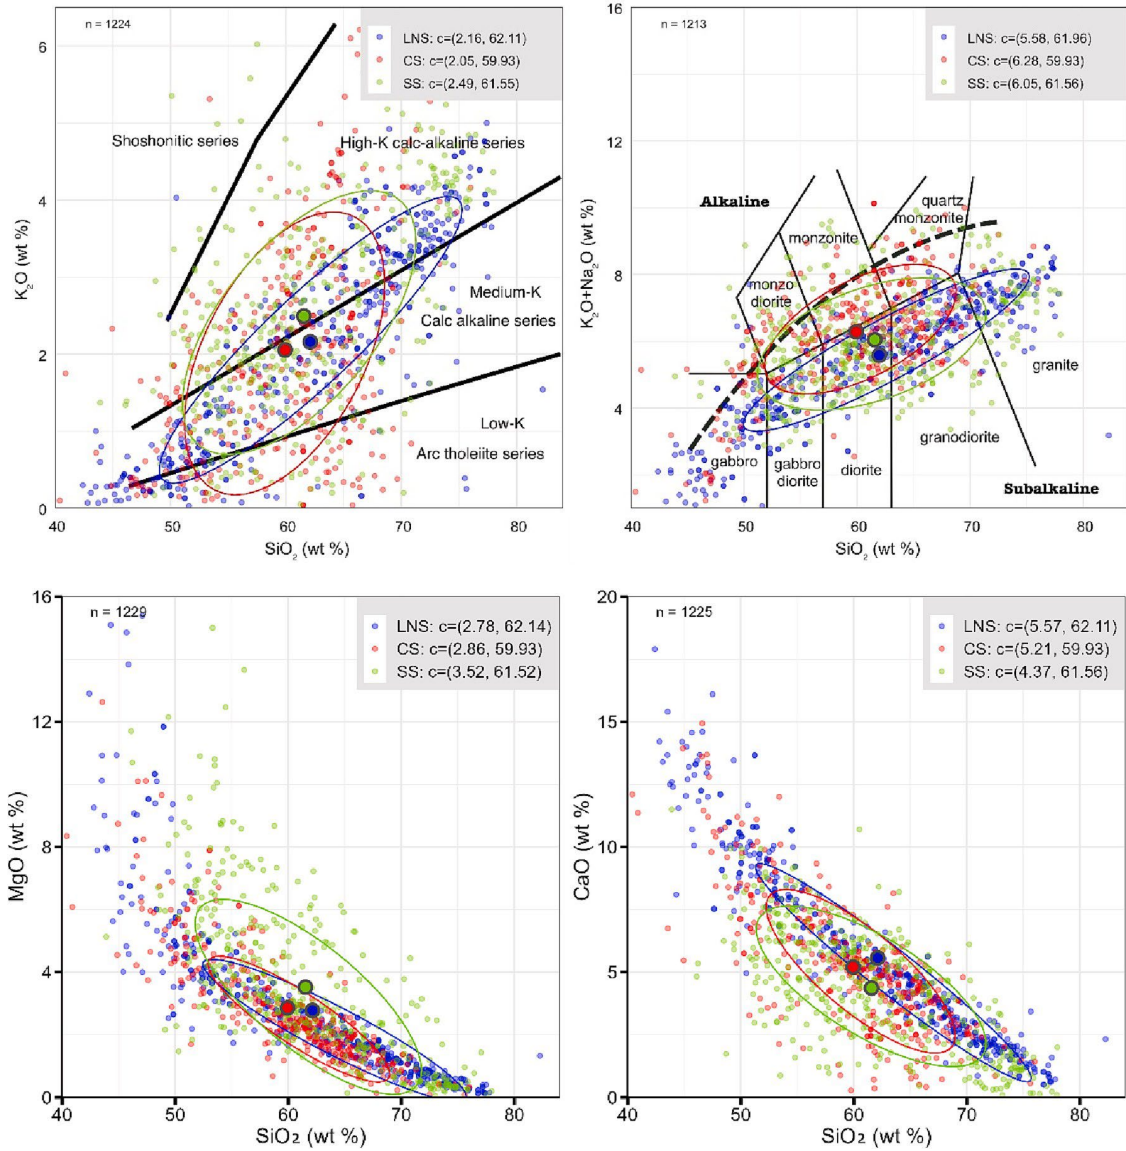 n = 1224
LNS: c=(2.16, 62.11)
CS: c=(2.05, 59.93)
SS: c=(2.49, 61.55)
Shoshonitic series
High-K calc-alkaline series
Medium-K
Calc alkaline series
Low-K
Arc tholeiite series
K₂O (wt %)
6
4
2
0
40 50 60 70 80
SiO₂ (wt %)
n = 1213
LNS: c=(5.58, 61.96)
CS: c=(6.28, 59.93)
SS: c=(6.05, 61.56)
Alkaline
quartz
monzonite
monzonite
monzo
diorite
granite
granodiorite
gabbro
gabbro
diorite
diorite
Subalkaline
K₂O+Na₂O (wt %)
16
12
8
4
40 50 60 70 80
SiO₂ (wt %)
n = 1229
LNS: c=(2.78, 62.14)
CS: c=(2.86, 59.93)
SS: c=(3.52, 61.52)
MgO (wt %)
16
12
8
4
0
40 50 60 70 80
SiO₂ (wt %)
n = 1225
LNS: c=(5.57, 62.11)
CS: c=(5.21, 59.93)
SS: c=(4.37, 61.56)
CaO (wt %)
20
15
10
5
0
40 50 60 70 80
SiO₂ (wt %)